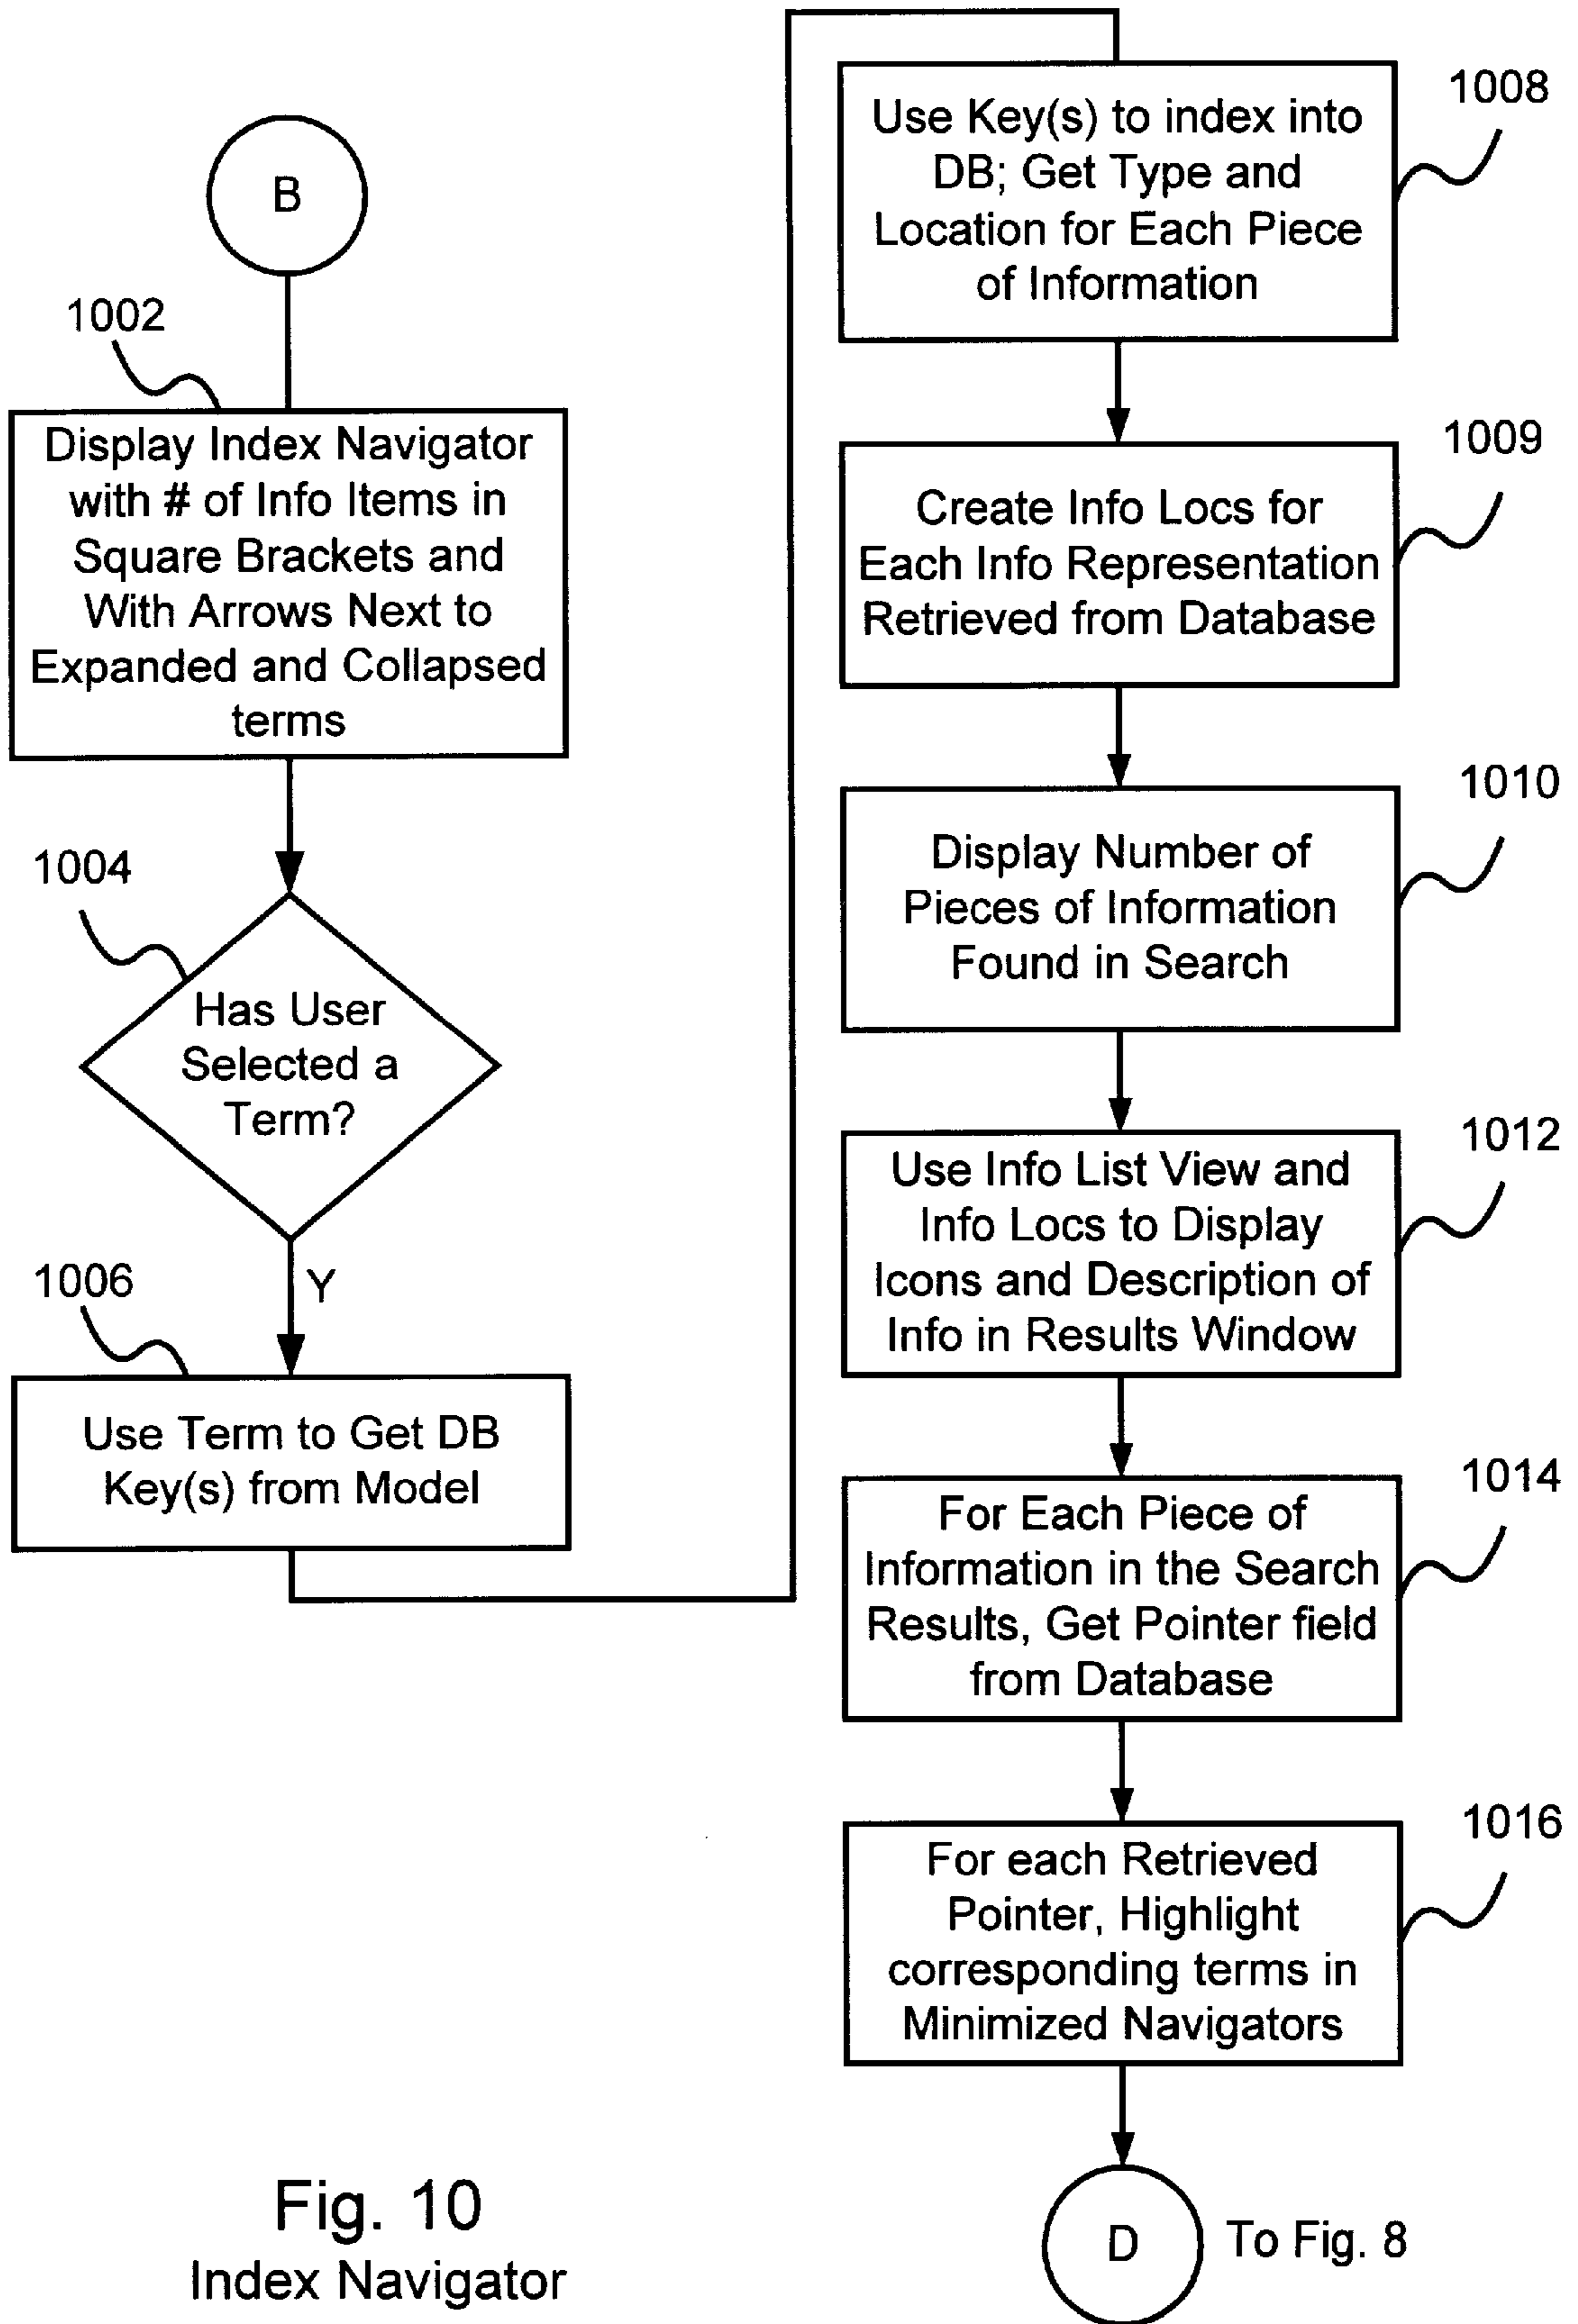 B
1002
Display Index Navigator
with # of Info Items in
Square Brackets and
With Arrows Next to
Expanded and Collapsed
terms
1004
Has User
Selected a
Term?
Y
1006
Use Term to Get DB
Key(s) from Model
1008
Use Key(s) to index into
DB; Get Type and
Location for Each Piece
of Information
1009
Create Info Locs for
Each Info Representation
Retrieved from Database
1010
Display Number of
Pieces of Information
Found in Search
1012
Use Info List View and
Info Locs to Display
Icons and Description of
Info in Results Window
1014
For Each Piece of
Information in the Search
Results, Get Pointer field
from Database
1016
For each Retrieved
Pointer, Highlight
corresponding terms in
Minimized Navigators
D
To Fig. 8
Fig. 10
Index Navigator